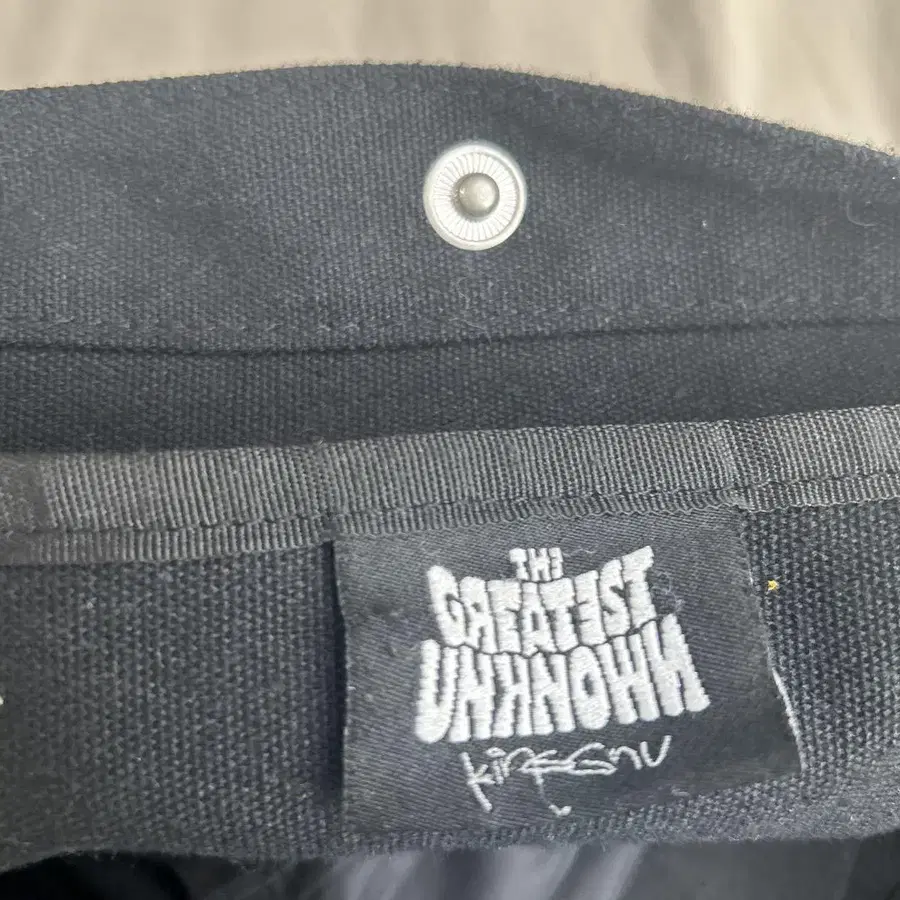 THE
GREATEST
UNKNOWN
King Gnu